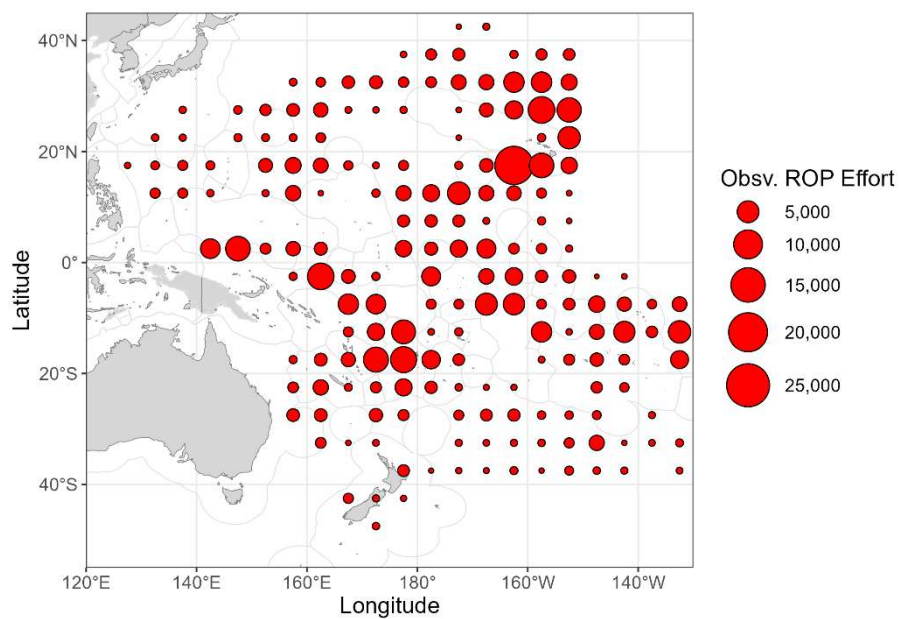 40°N
20°N
0°
20°S
40°S
Latitude
120°E
140°E
160°E
180°
160°W
140°W
Longitude
Obsv. ROP Effort
5,000
10,000
15,000
20,000
25,000